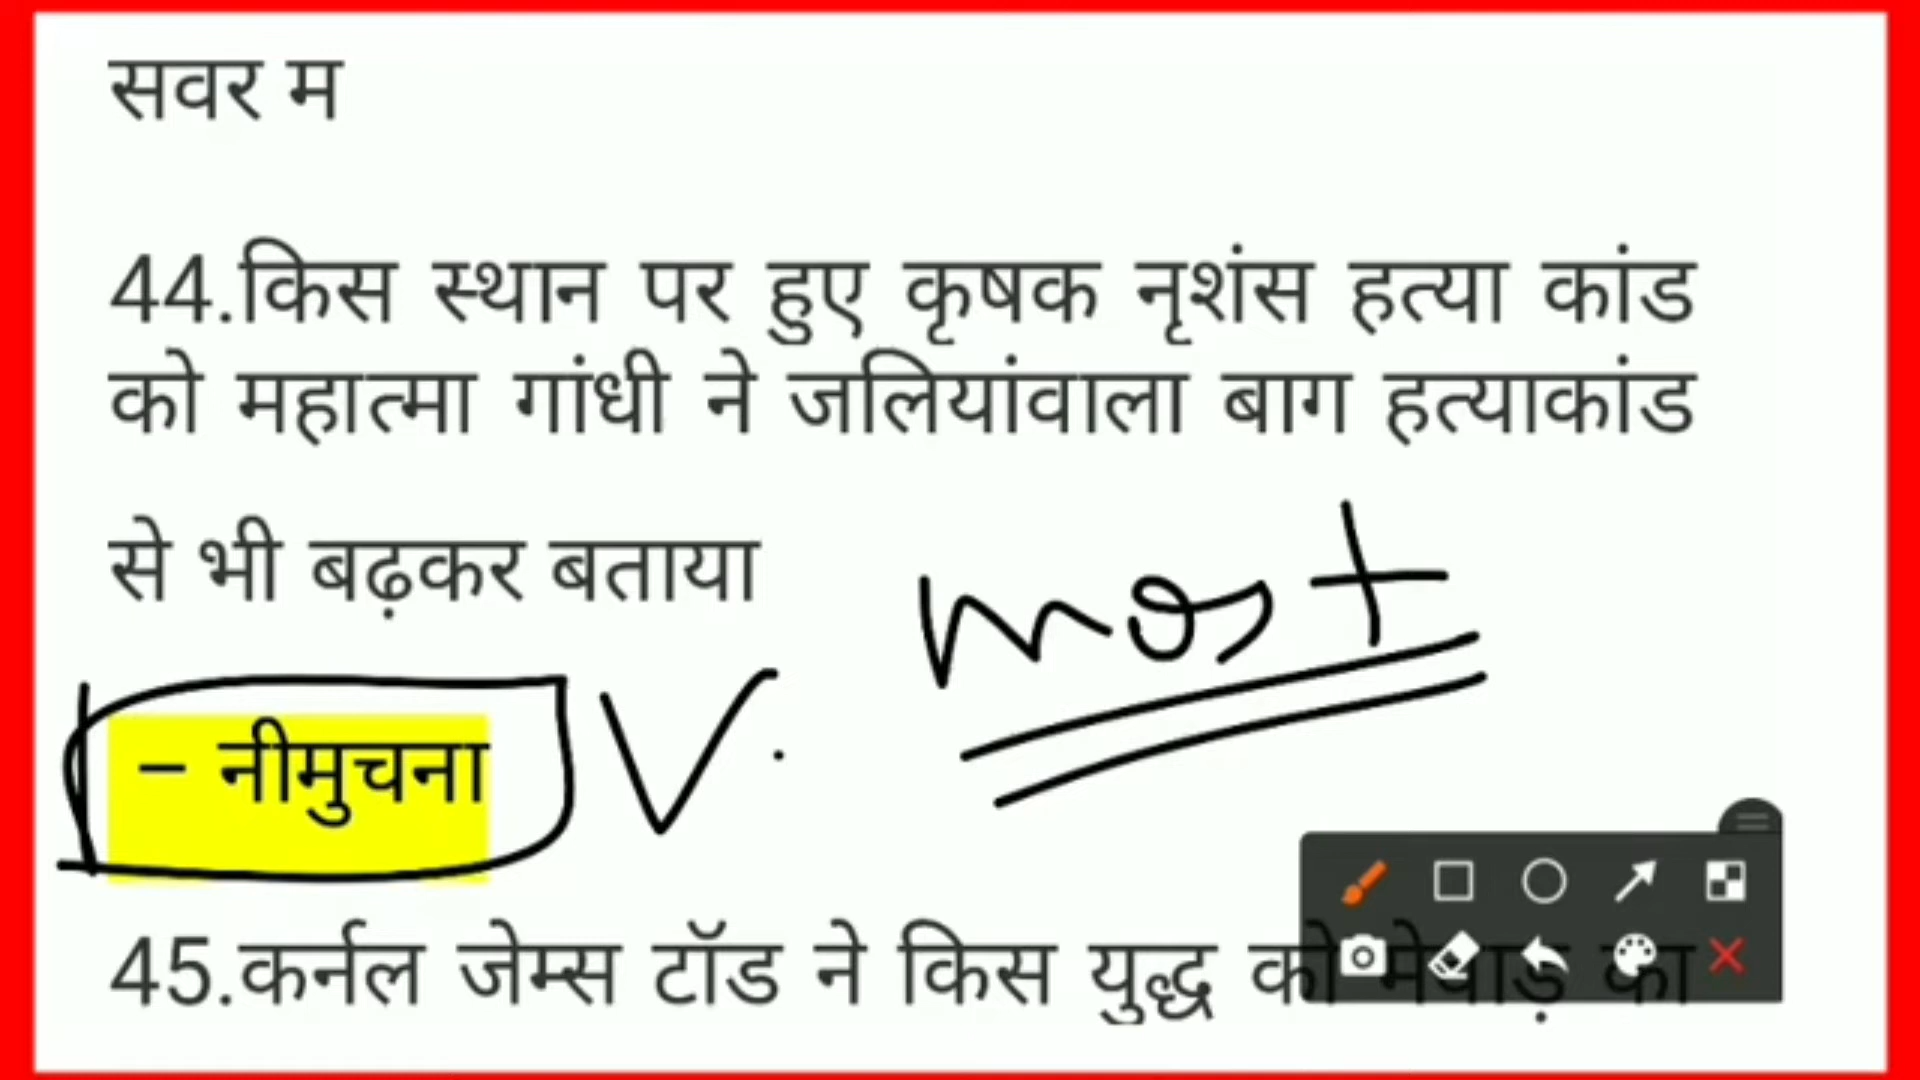 सवर म
44.किस स्थान पर हुए कृषक नृशंस हत्या कांड
को महात्मा गांधी ने जलियांवाला बाग हत्याकांड
से भी बढ़कर बताया
most
– नीमुचना V.
45.कर्नल जेम्स टॉड ने किस युद्ध को मेवाड़ का